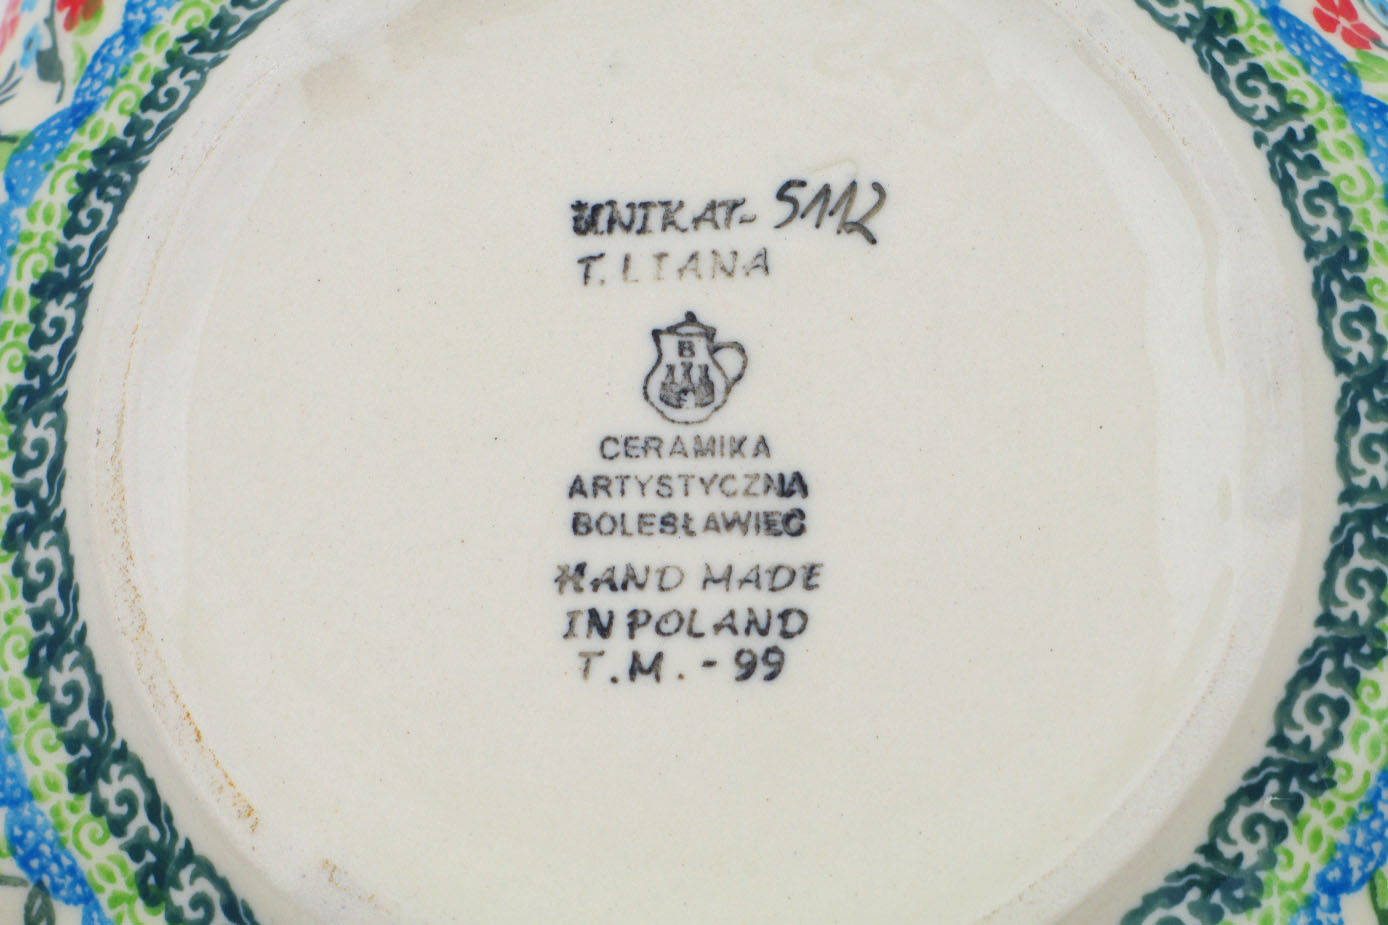 UNIKAT- 5112
T. LIANA
B
CERAMIKA
ARTYSTYCZNA
BOLESŁAWIEC
HAND MADE
IN POLAND
T.M. - 99